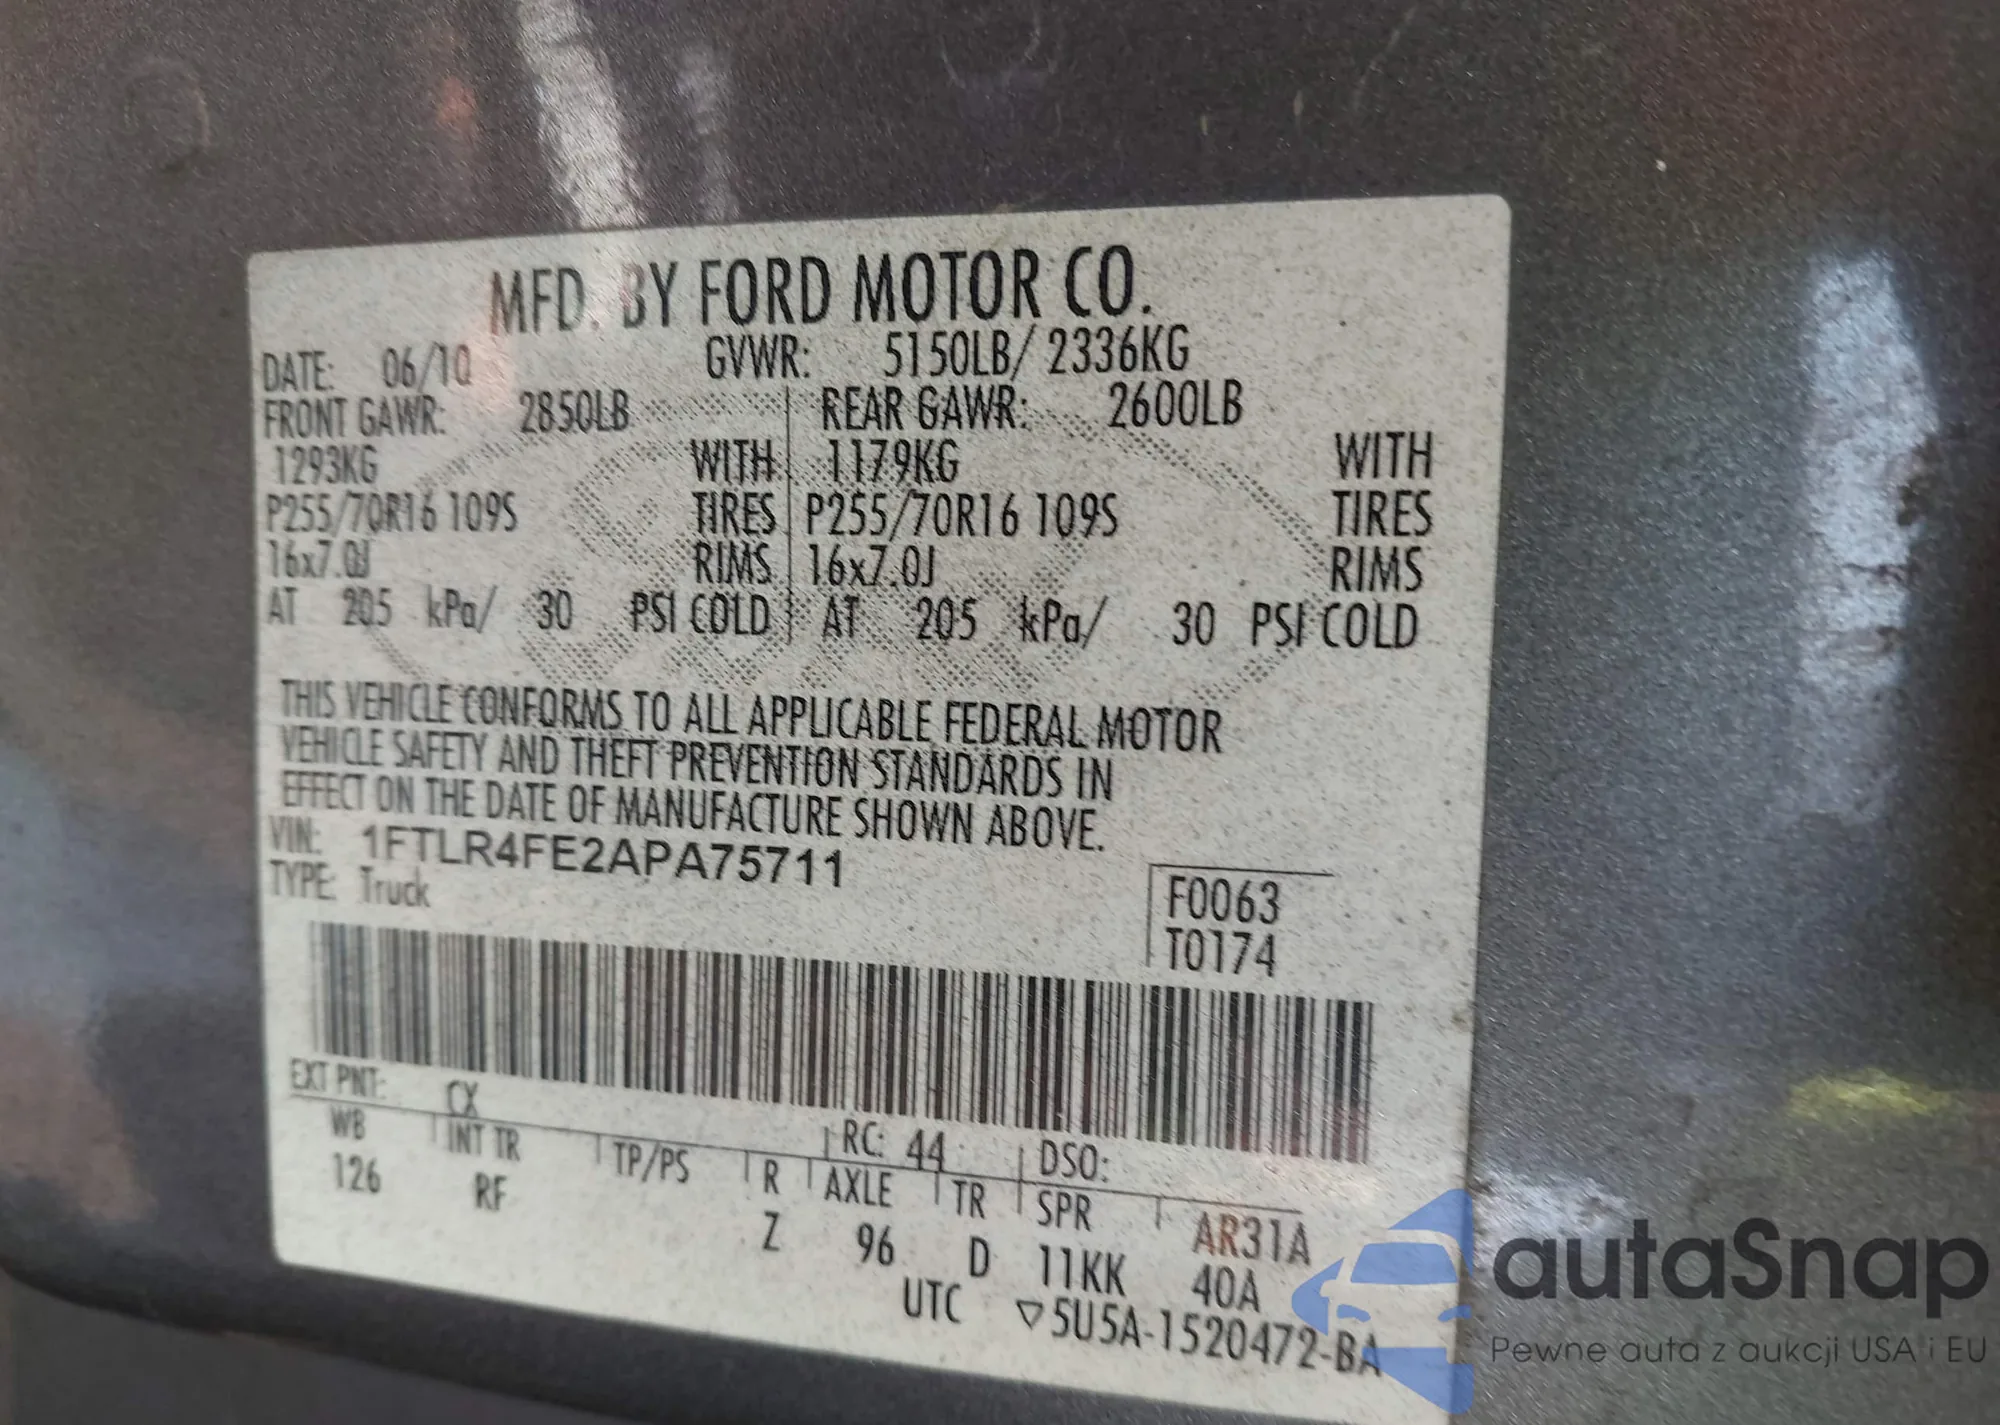 MFD. BY FORD MOTOR CO.
DATE: 06/10 GVWR: 5150LB/ 2336KG
FRONT GAWR: 2850LB REAR GAWR: 2600LB
1293KG WITH 1179KG WITH
P255/70R16 109S TIRES P255/70R16 109S TIRES
16x7.0J RIMS 16x7.0J RIMS
AT 205 kPa/ 30 PSI COLD AT 205 kPa/ 30 PSI COLD
THIS VEHICLE CONFORMS TO ALL APPLICABLE FEDERAL MOTOR
VEHICLE SAFETY AND THEFT PREVENTION STANDARDS IN
EFFECT ON THE DATE OF MANUFACTURE SHOWN ABOVE.
VIN: 1FTLR4FE2APA75711
TYPE: Truck
F0063
T0174
EXT PNT: CX RC: 44 DSO:
WB INT TR TP/PS R AXLE TR SPR AR31A
126 RF Z 96 D 11KK 40A
UTC ▽5U5A-1520472-BA
autaSnap
Pewne auta z aukcji USA i EU